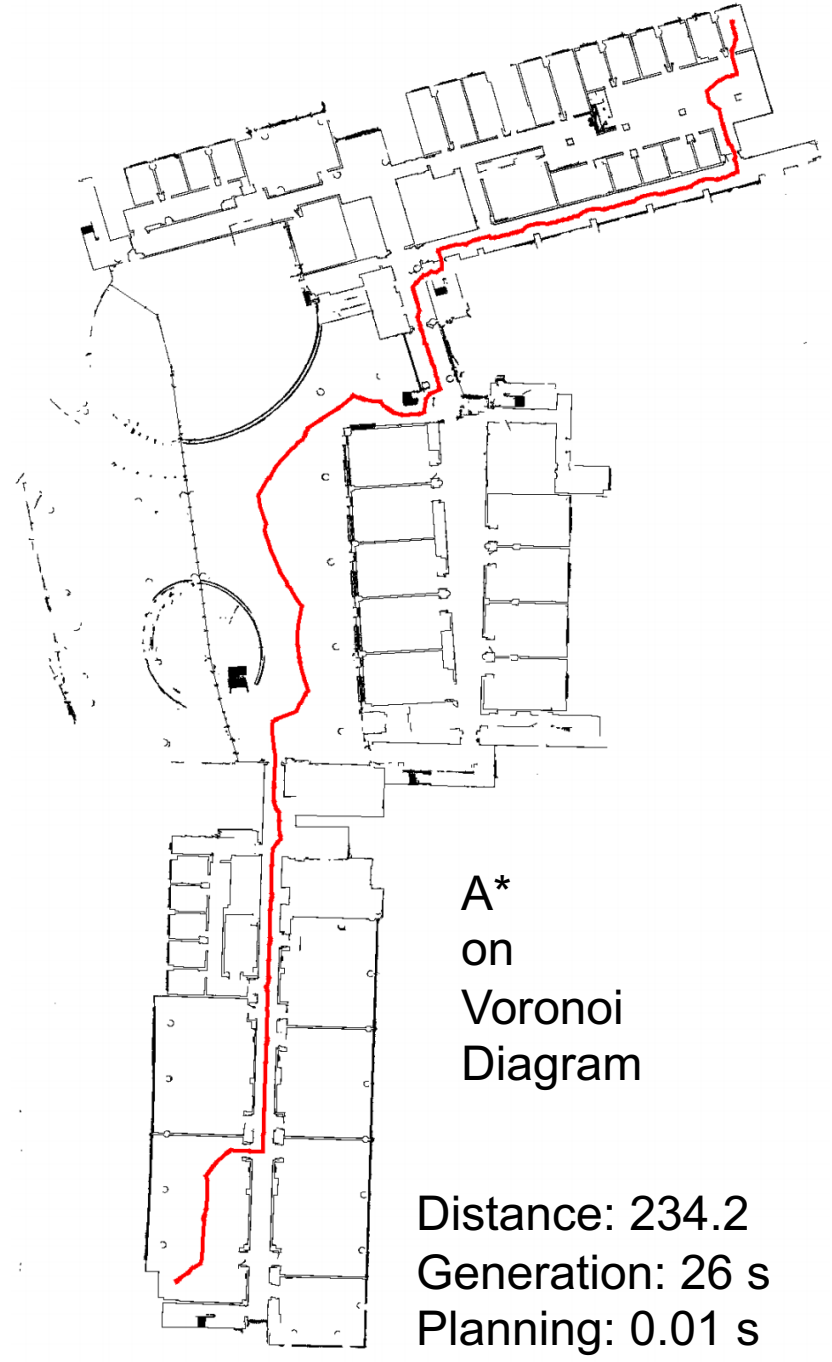 A*
on
Voronoi
Diagram
Distance: 234.2
Generation: 26 s
Planning: 0.01 s